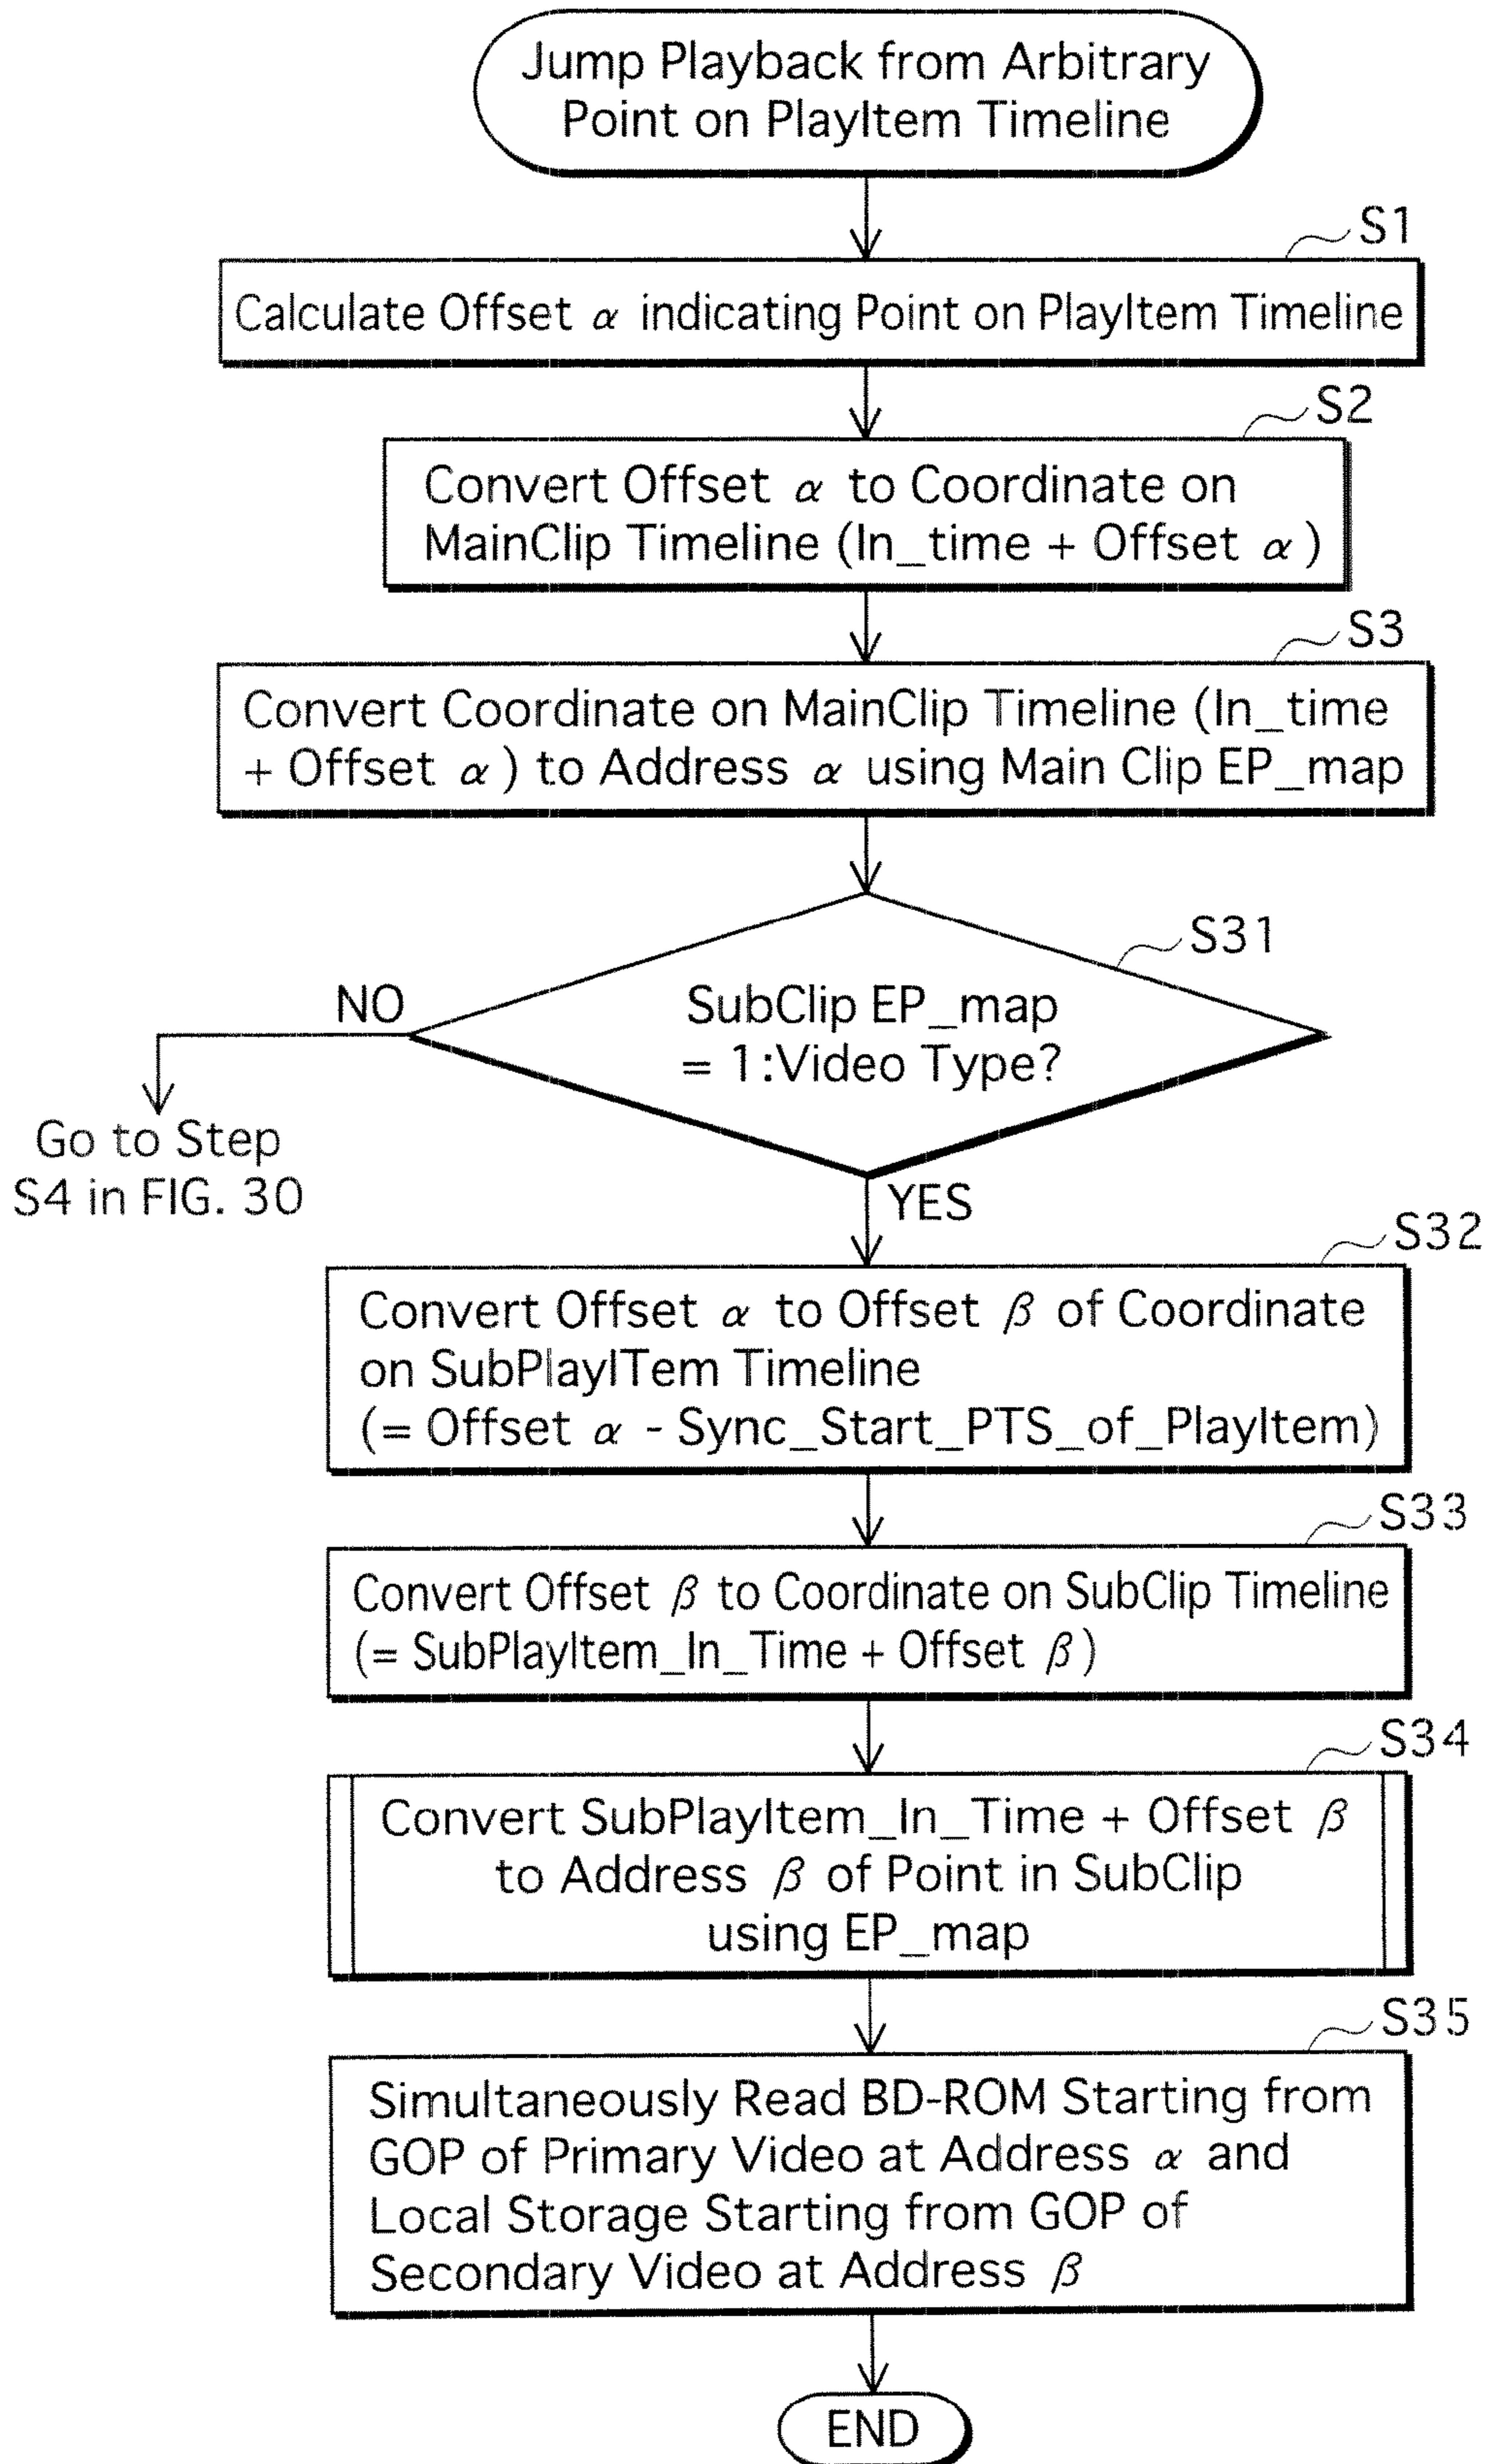 Jump Playback from Arbitrary
Point on PlayItem Timeline
S1
Calculate Offset α indicating Point on PlayItem Timeline
S2
Convert Offset α to Coordinate on
MainClip Timeline (In_time + Offset α )
S3
Convert Coordinate on MainClip Timeline (In_time
+ Offset α ) to Address α using Main Clip EP_map
S31
SubClip EP_map
= 1:Video Type?
NO
Go to Step
S4 in FIG. 30
YES
S32
Convert Offset α to Offset β of Coordinate
on SubPlayITem Timeline
(= Offset α - Sync_Start_PTS_of_PlayItem)
S33
Convert Offset β to Coordinate on SubClip Timeline
(= SubPlayItem_In_Time + Offset β )
S34
Convert SubPlayItem_In_Time + Offset β
to Address β of Point in SubClip
using EP_map
S35
Simultaneously Read BD-ROM Starting from
GOP of Primary Video at Address α and
Local Storage Starting from GOP of
Secondary Video at Address β
END